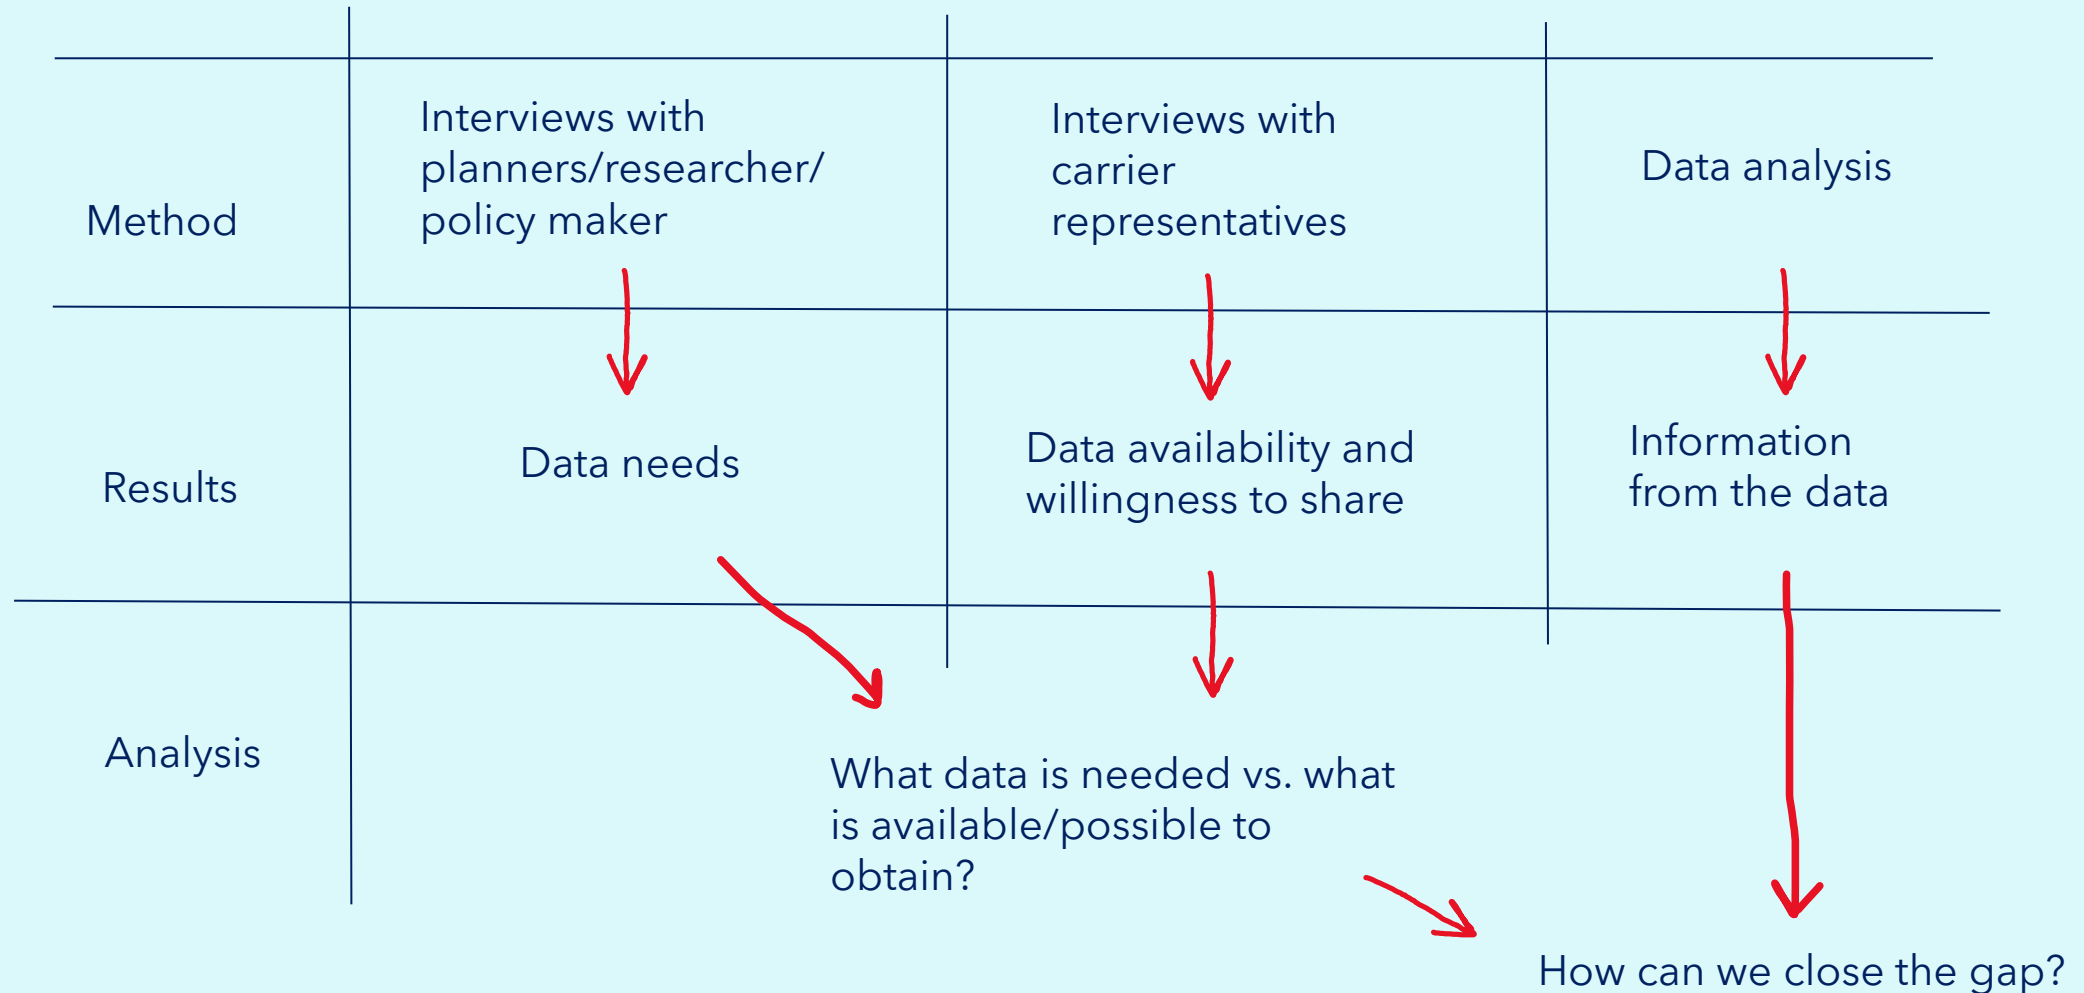 Method
Interviews with
planners/researcher/
policy maker
Interviews with
carrier
representatives
Data analysis
Results
Data needs
Data availability and
willingness to share
Information
from the data
Analysis
What data is needed vs. what
is available/possible to
obtain?
How can we close the gap?